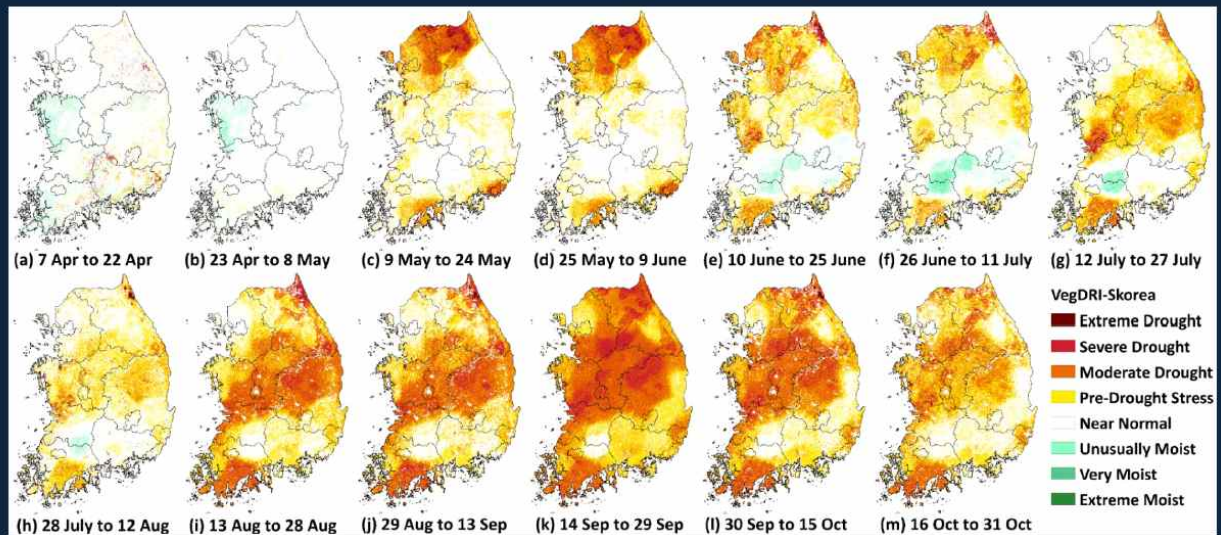 (a) 7 Apr to 22 Apr
(b) 23 Apr to 8 May
(c) 9 May to 24 May
(d) 25 May to 9 June
(e) 10 June to 25 June
(f) 26 June to 11 July
(g) 12 July to 27 July
VegDRI-Skorea
Extreme Drought
Severe Drought
Moderate Drought
Pre-Drought Stress
Near Normal
Unusually Moist
Very Moist
Extreme Moist
(h) 28 July to 12 Aug
(i) 13 Aug to 28 Aug
(j) 29 Aug to 13 Sep
(k) 14 Sep to 29 Sep
(l) 30 Sep to 15 Oct
(m) 16 Oct to 31 Oct